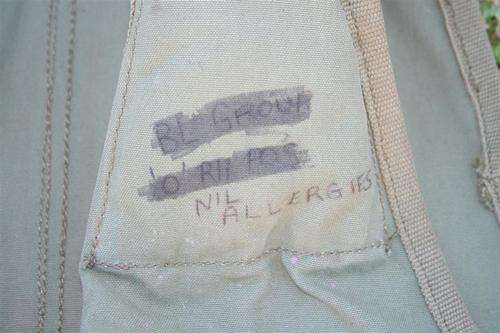 BL GROUP
'O' RH POS
NIL
ALLERGIES